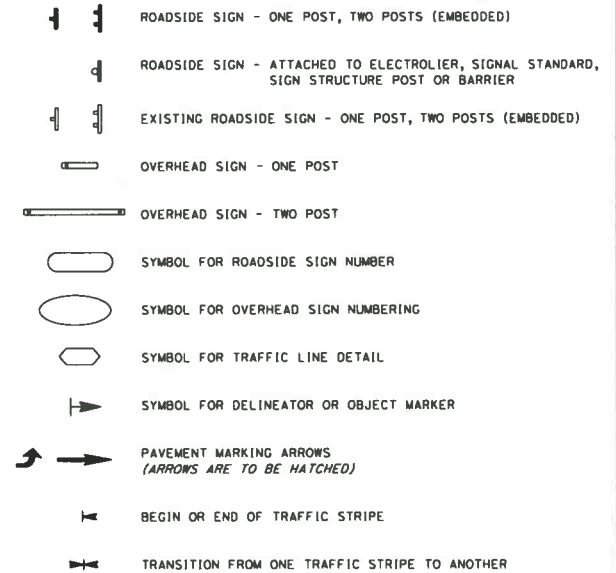 ROADSIDE SIGN - ONE POST, TWO POSTS (EMBEDDED)
ROADSIDE SIGN - ATTACHED TO ELECTROLIER, SIGNAL STANDARD,
SIGN STRUCTURE POST OR BARRIER
EXISTING ROADSIDE SIGN - ONE POST, TWO POSTS (EMBEDDED)
OVERHEAD SIGN - ONE POST
OVERHEAD SIGN - TWO POST
SYMBOL FOR ROADSIDE SIGN NUMBER
SYMBOL FOR OVERHEAD SIGN NUMBERING
SYMBOL FOR TRAFFIC LINE DETAIL
SYMBOL FOR DELINEATOR OR OBJECT MARKER
PAVEMENT MARKING ARROWS
(ARROWS ARE TO BE HATCHED)
BEGIN OR END OF TRAFFIC STRIPE
TRANSITION FROM ONE TRAFFIC STRIPE TO ANOTHER